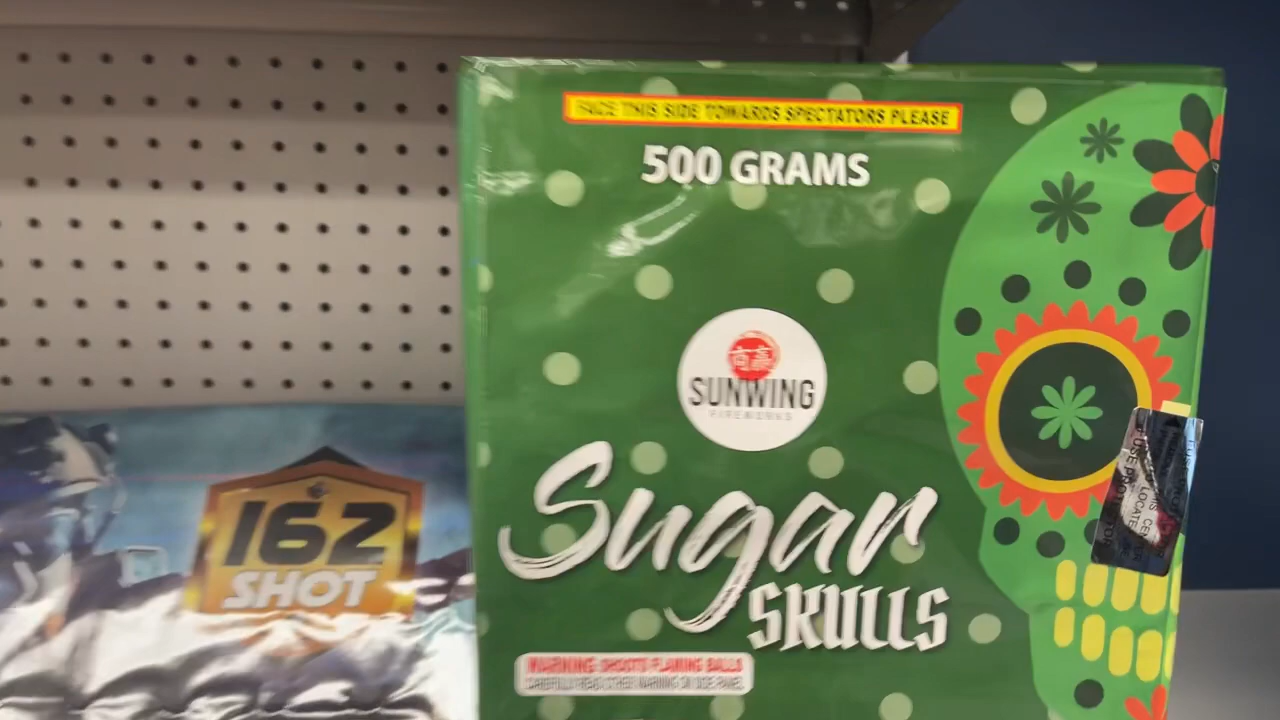 FACE THIS SIDE TOWARDS SPECTATORS PLEASE
500 GRAMS
SUNWING
FIREWORKS
Sugar
SKULLS
WARNING: SHOOTS FLAMING BALLS
162
SHOT